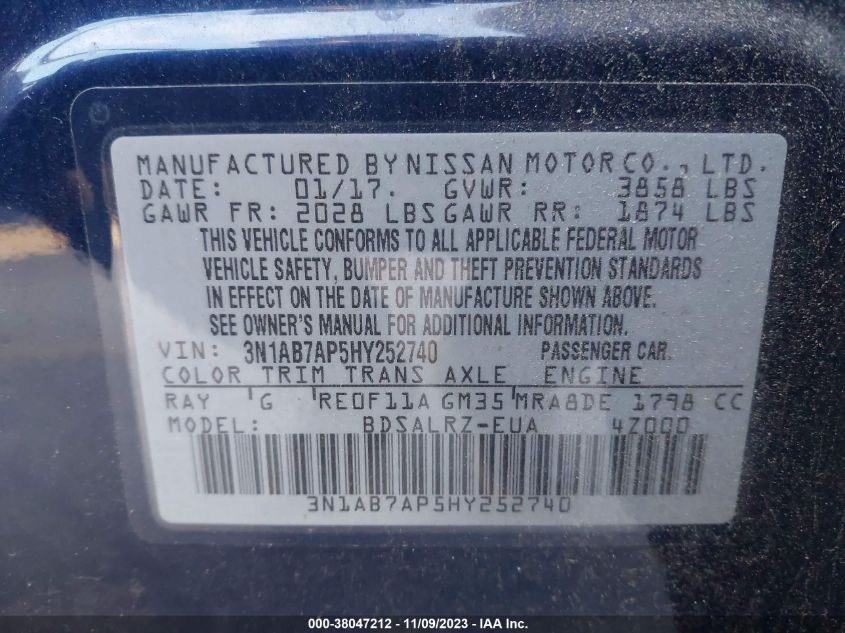 MANUFACTURED BY NISSAN MOTOR CO., LTD.
DATE: 01/17. GVWR: 3858 LBS
GAWR FR: 2028 LBS GAWR RR: 1874 LBS
THIS VEHICLE CONFORMS TO ALL APPLICABLE FEDERAL MOTOR
VEHICLE SAFETY, BUMPER AND THEFT PREVENTION STANDARDS
IN EFFECT ON THE DATE OF MANUFACTURE SHOWN ABOVE.
SEE OWNER'S MANUAL FOR ADDITIONAL INFORMATION.
VIN: 3N1AB7AP5HY252740 PASSENGER CAR
COLOR TRIM TRANS AXLE ENGINE
RAY G RE0F11A GM35 MRA8DE 1798 CC
MODEL: BDSALRZ-EUA 4Z000
3N1AB7AP5HY252740
000-38047212 - 11/09/2023 - IAA Inc.